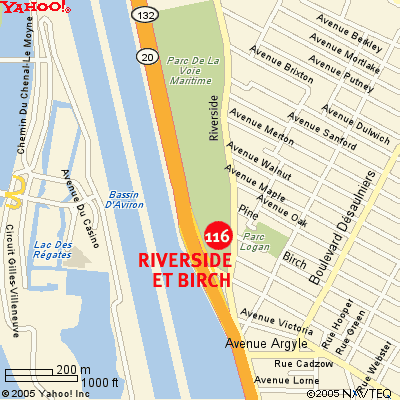 YAHOO!
132
20
Chemin Du Chenal-Le Moyne
Parc De La
Voie
Maritime
Riverside
Avenue Belkley
Avenue Mortlake
Avenue Putney
Avenue Brixton
Avenue Dulwich
Avenue Sanford
Avenue Merton
Avenue Walnut
Avenue Maple
Avenue Oak
Pine
Parc
Logan
Birch
Boulevard Désaulmers
Bassin
D'Aviron
Avenue Du Casino
Lac Des
Régates
Circuit Gilles-Villeneuve
116
RIVERSIDE
ET BIRCH
Avenue Victoria
Avenue Argyle
Rue Hooper
Rue Green
Rue Webster
Rue Cadzow
Avenue Lorne
200 m
1000 ft
©2005 Yahoo! Inc
©2005 NAVTEQ